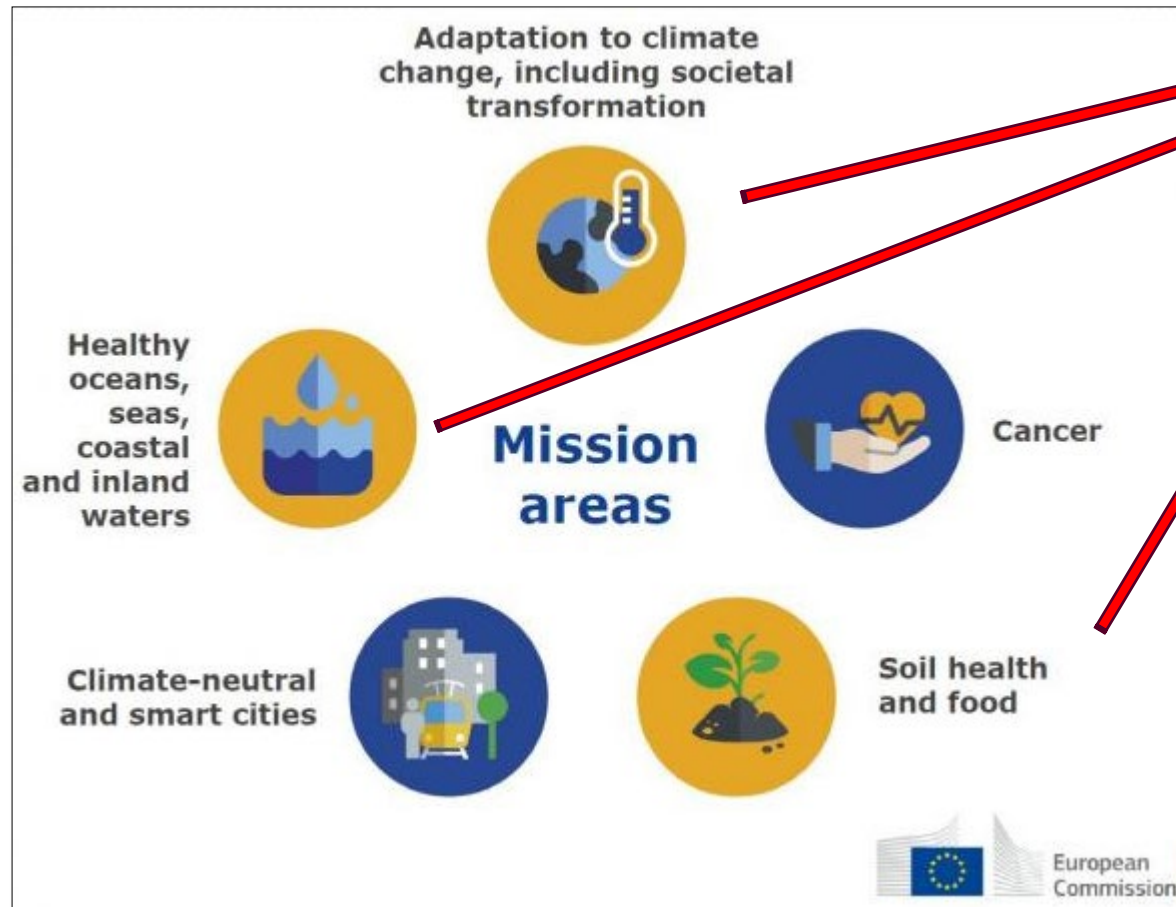 Adaptation to climate
change, including societal
transformation
Healthy
oceans,
seas,
coastal
and inland
waters
Mission
areas
Cancer
Climate-neutral
and smart cities
Soil health
and food
European
Commission